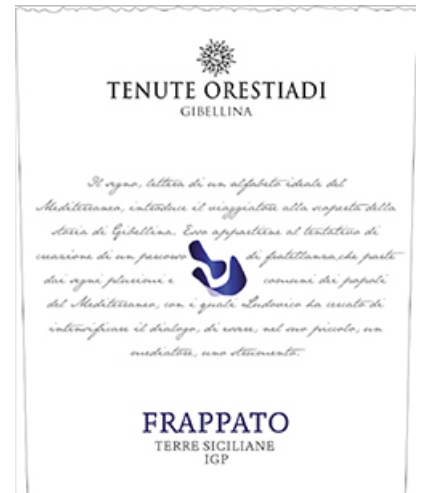 TENUTE ORESTIADI
GIBELLINA
Il segno, lettera di un alfabeto ideale del
Mediterraneo, introduce il viaggiatore alla scoperta della
storia di Gibellina. Esso appartiene al tentativo di
creazione di un percorso di fratellanza, che parte
dai segni plurimi e comuni dei popoli
del Mediterraneo, con i quali Ludovico ha cercato di
intensificare il dialogo, di essere, nel suo piccolo, un
mediatore, uno strumento.
FRAPPATO
TERRE SICILIANE
IGP